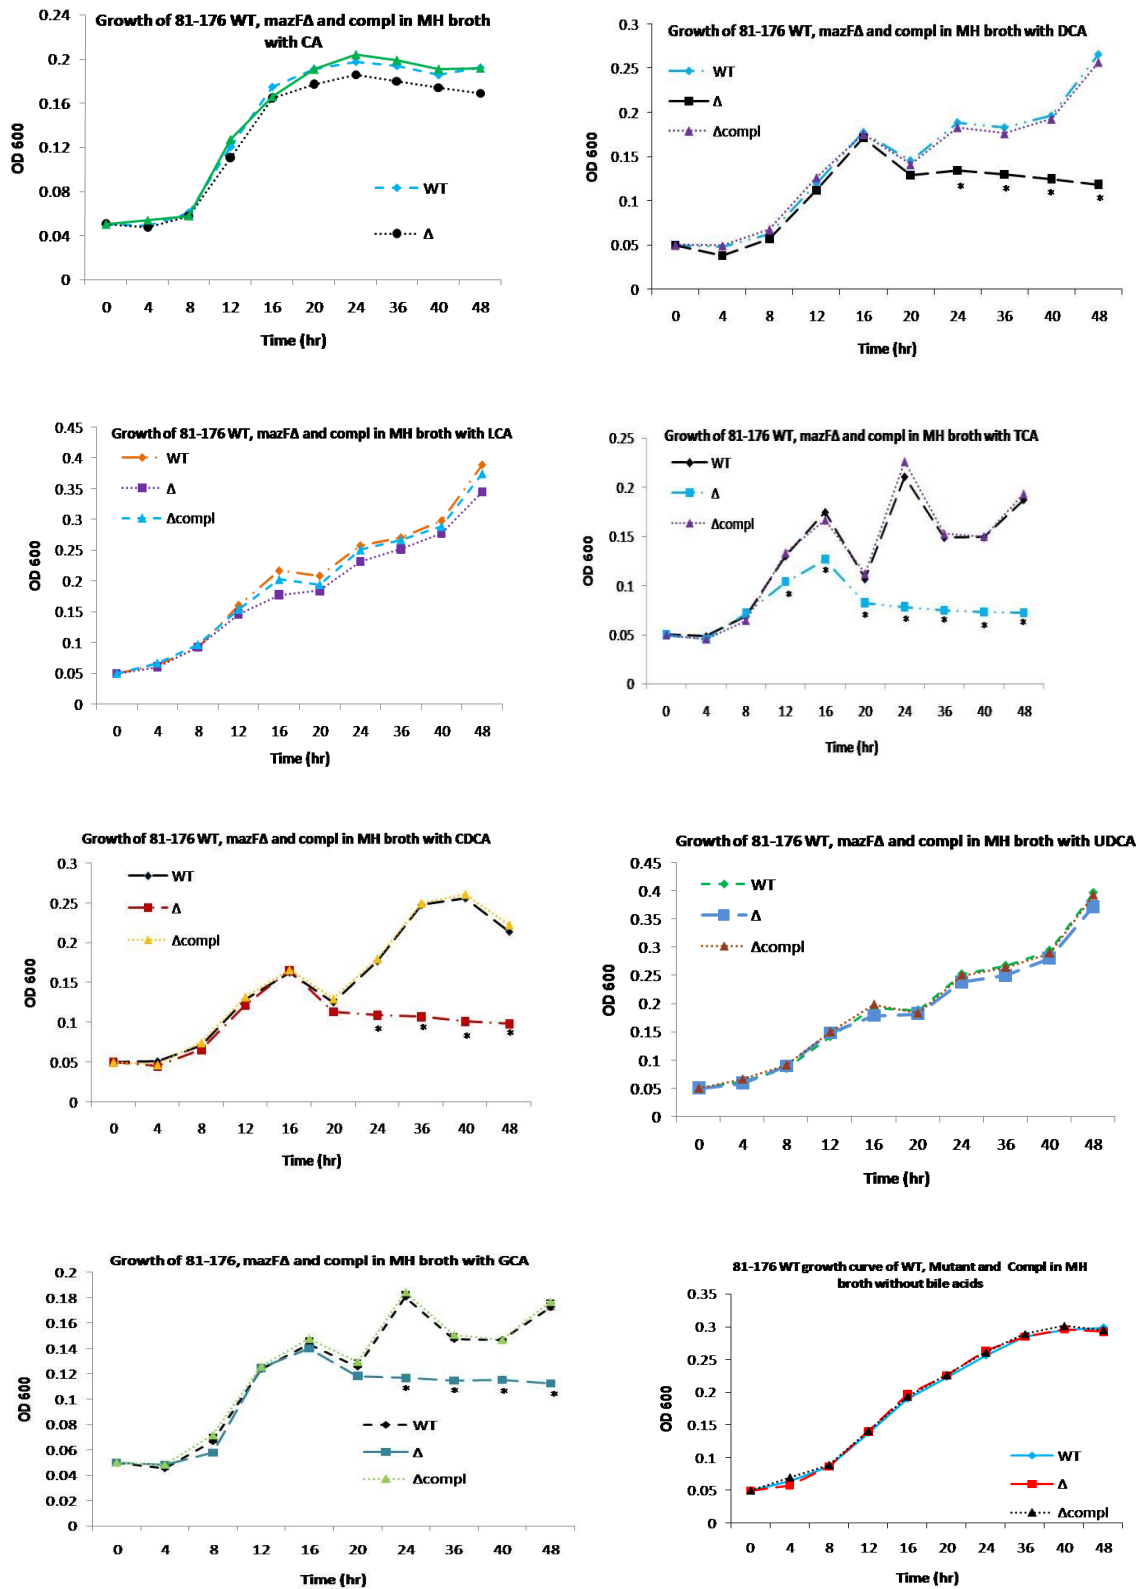 Growth of 81-176 WT, mazFΔ and compl in MH broth
with CA
0.24
0.2
0.16
0.12
0.08
0.04
0
OD 600
WT
Δ
0 4 8 12 16 20 24 36 40 48
Time (hr)
Growth of 81-176 WT, mazFΔ and compl in MH broth with DCA
0.3
0.25
0.2
0.15
0.1
0.05
0
OD 600
WT
Δ
Δcompl
* * * *
0 4 8 12 16 20 24 36 40 48
Time (hr)
Growth of 81-176 WT, mazFΔ and compl in MH broth with LCA
0.45
0.4
0.35
0.3
0.25
0.2
0.15
0.1
0.05
0
OD 600
WT
Δ
Δcompl
0 4 8 12 16 20 24 36 40 48
Time (hr)
Growth of 81-176 WT, mazFΔ and compl in MH broth with TCA
0.25
0.2
0.15
0.1
0.05
0
OD 600
WT
Δ
Δcompl
* * * * * * *
0 4 8 12 16 20 24 36 40 48
Time (hr)
Growth of 81-176 WT, mazFΔ and compl in MH broth with CDCA
0.3
0.25
0.2
0.15
0.1
0.05
0
OD 600
WT
Δ
Δcompl
* * * *
0 4 8 12 16 20 24 36 40 48
Time (hr)
Growth of 81-176 WT, mazFΔ and compl in MH broth with UDCA
0.45
0.4
0.35
0.3
0.25
0.2
0.15
0.1
0.05
0
OD 600
WT
Δ
Δcompl
0 4 8 12 16 20 24 36 40 48
Time (hr)
Growth of 81-176, mazFΔ and compl in MH broth with GCA
0.2
0.18
0.16
0.14
0.12
0.1
0.08
0.06
0.04
0.02
0
OD 600
WT
Δ
Δcompl
* * * *
0 4 8 12 16 20 24 36 40 48
Time (hr)
81-176 WT growth curve of WT, Mutant and Compl in MH
broth without bile acids
0.35
0.3
0.25
0.2
0.15
0.1
0.05
0
OD 600
WT
Δ
Δcompl
0 4 8 12 16 20 24 36 40 48
Time (hr)